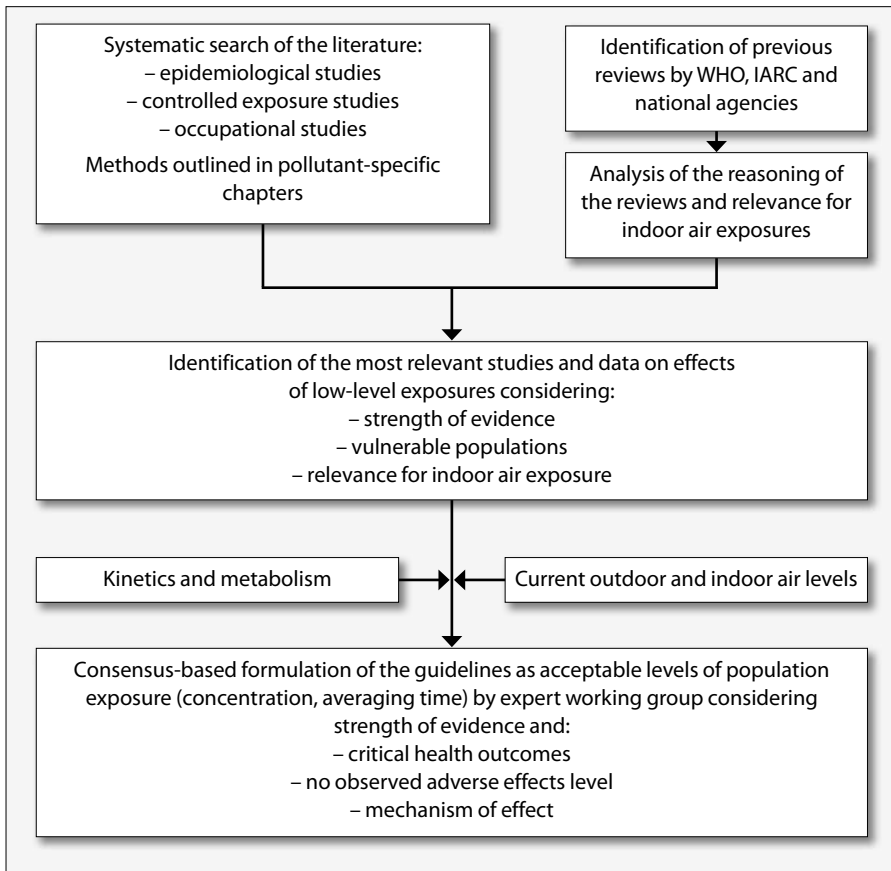 Systematic search of the literature:
– epidemiological studies
– controlled exposure studies
– occupational studies
Methods outlined in pollutant-specific
chapters
Identification of previous
reviews by WHO, IARC and
national agencies
Analysis of the reasoning of
the reviews and relevance for
indoor air exposures
Identification of the most relevant studies and data on effects
of low-level exposures considering:
– strength of evidence
– vulnerable populations
– relevance for indoor air exposure
Kinetics and metabolism
Current outdoor and indoor air levels
Consensus-based formulation of the guidelines as acceptable levels of population
exposure (concentration, averaging time) by expert working group considering
strength of evidence and:
– critical health outcomes
– no observed adverse effects level
– mechanism of effect